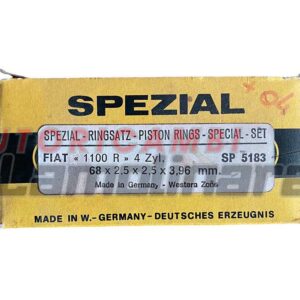 + 04
SPEZIAL
SPEZIAL - RINGSATZ - PISTON RINGS - SPECIAL - SET
FIAT « 1100 R » 4 Zyl. SP 5183
68 x 2.5 x 2.5 x 3,96 mm.
Made in Germany - Western Zone
MADE IN W.- GERMANY - DEUTSCHES ERZEUGNIS